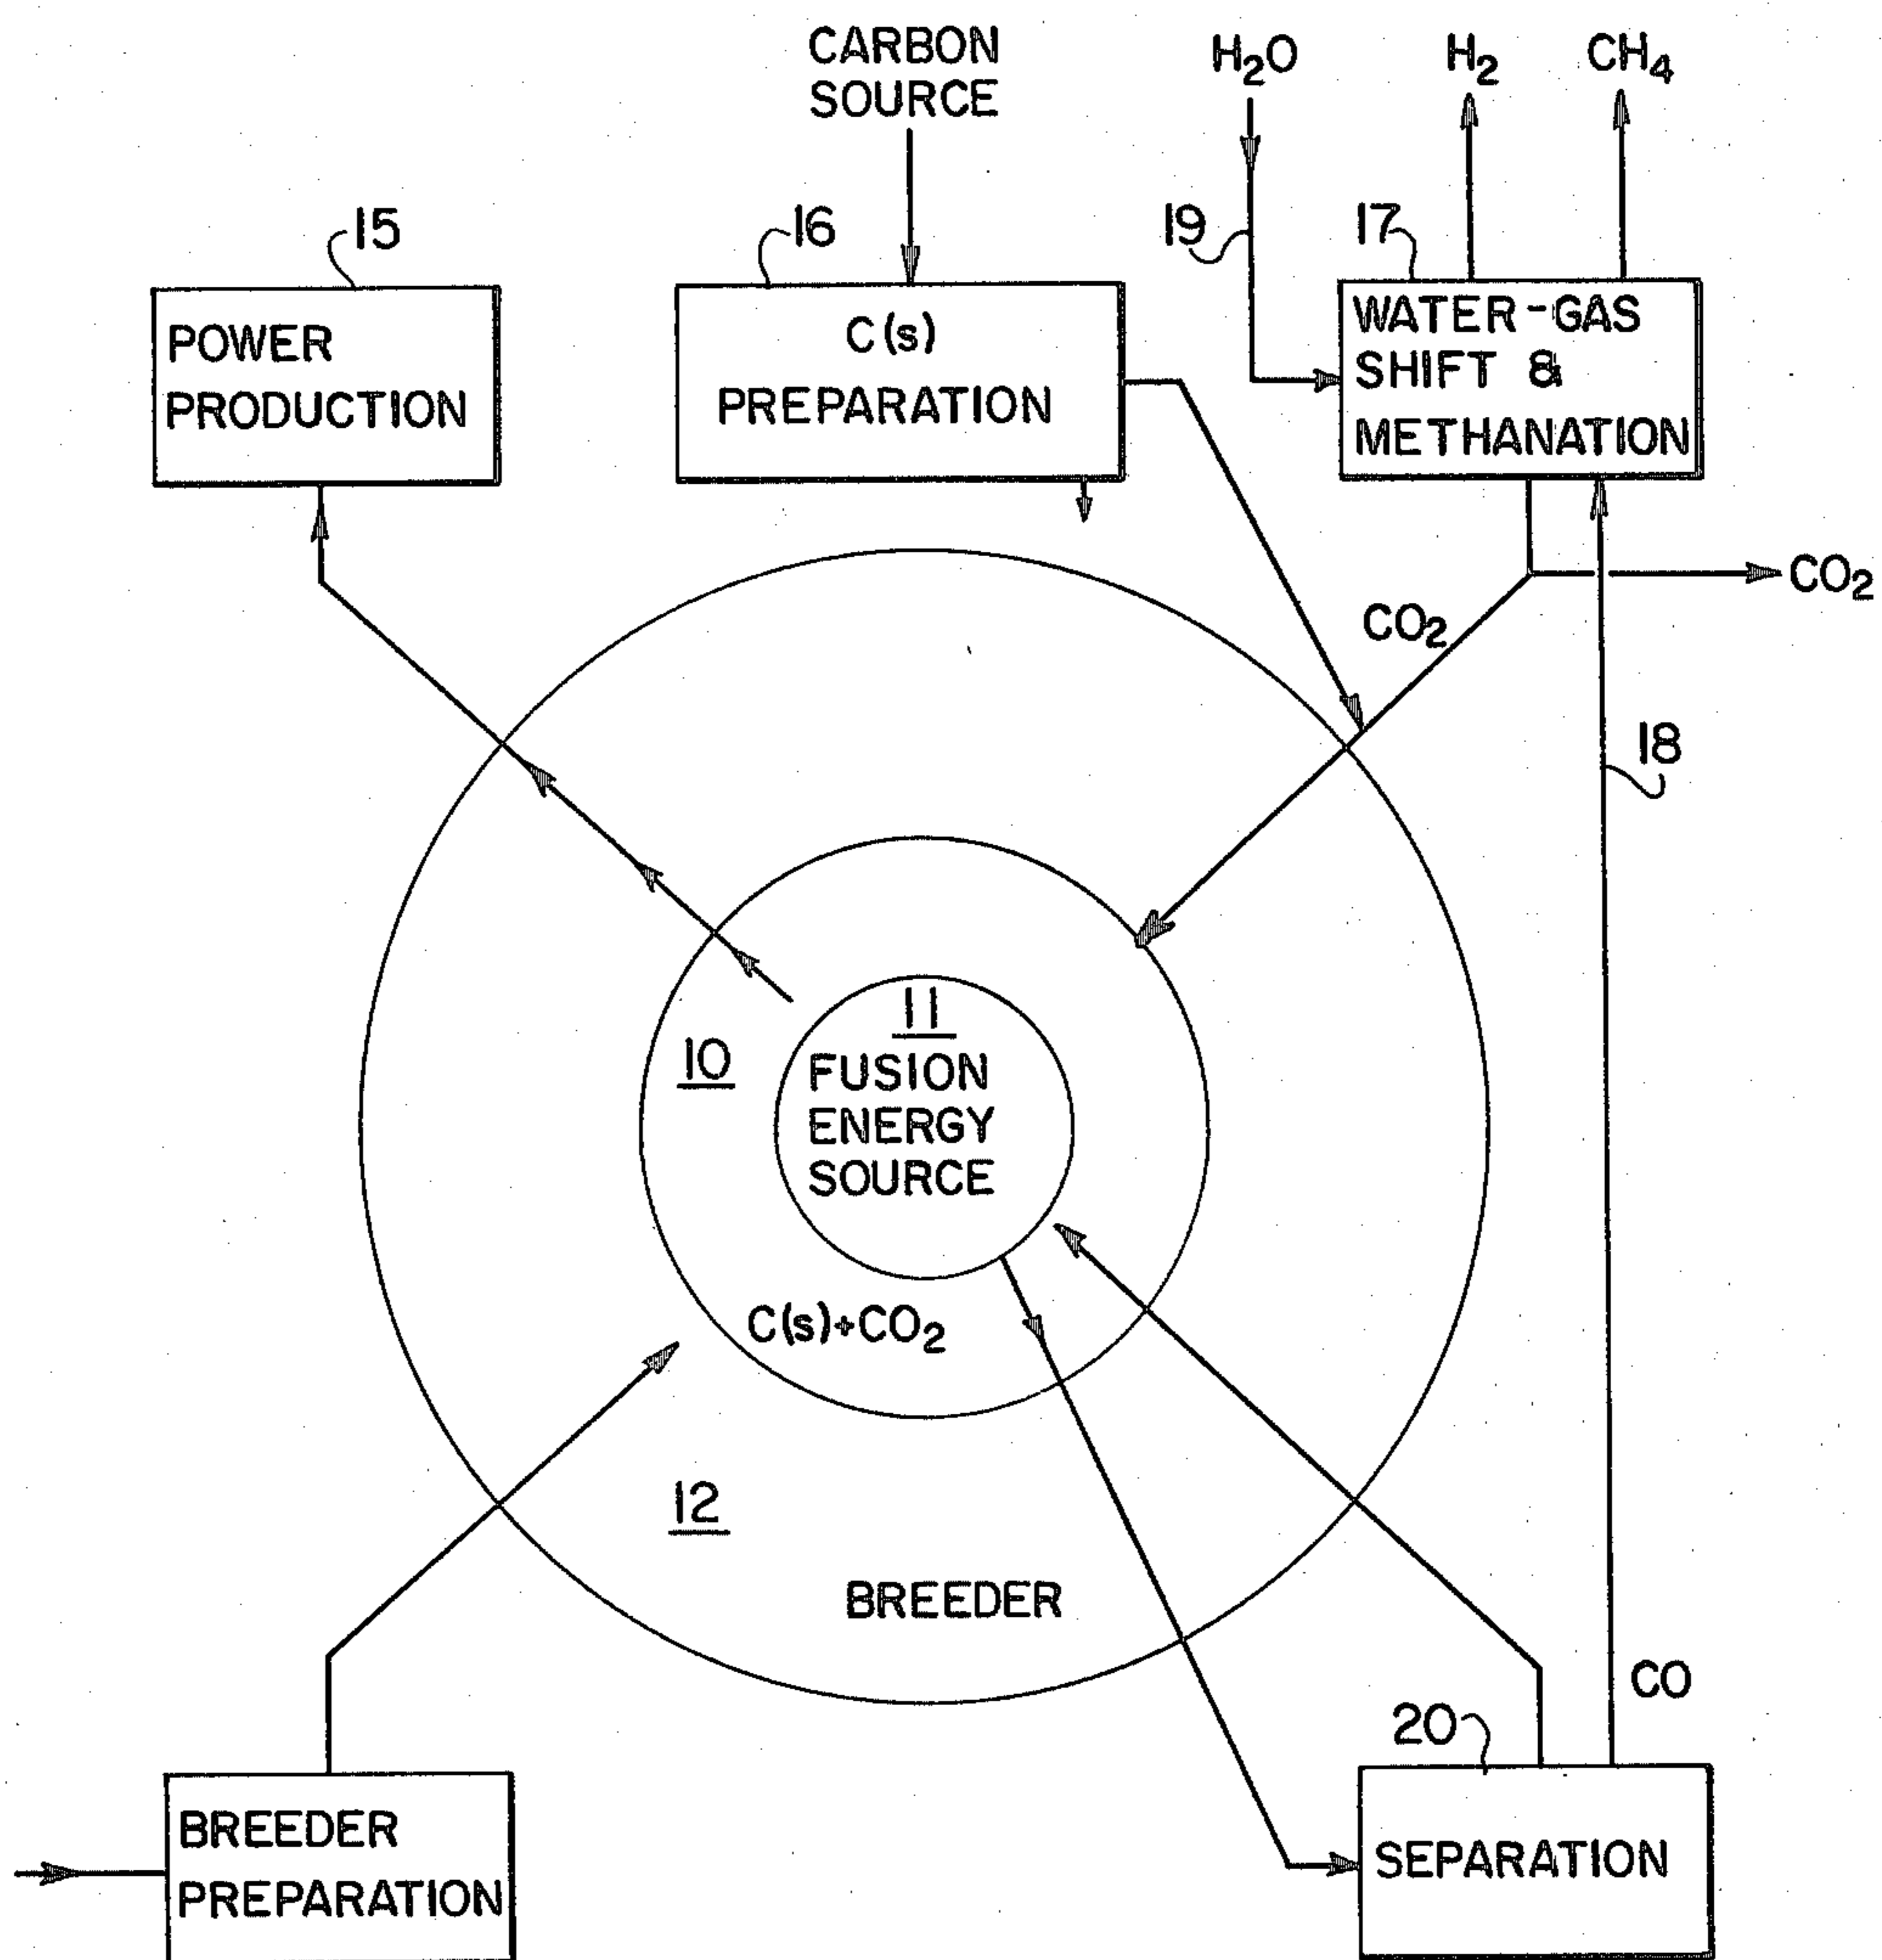 CARBON
SOURCE
H₂O
H₂
CH₄
15
16
19
17
POWER
PRODUCTION
C(s)
PREPARATION
WATER-GAS
SHIFT &
METHANATION
CO₂
CO₂
18
11
FUSION
ENERGY
SOURCE
10
C(s)+CO₂
12
BREEDER
CO
20
BREEDER
PREPARATION
SEPARATION